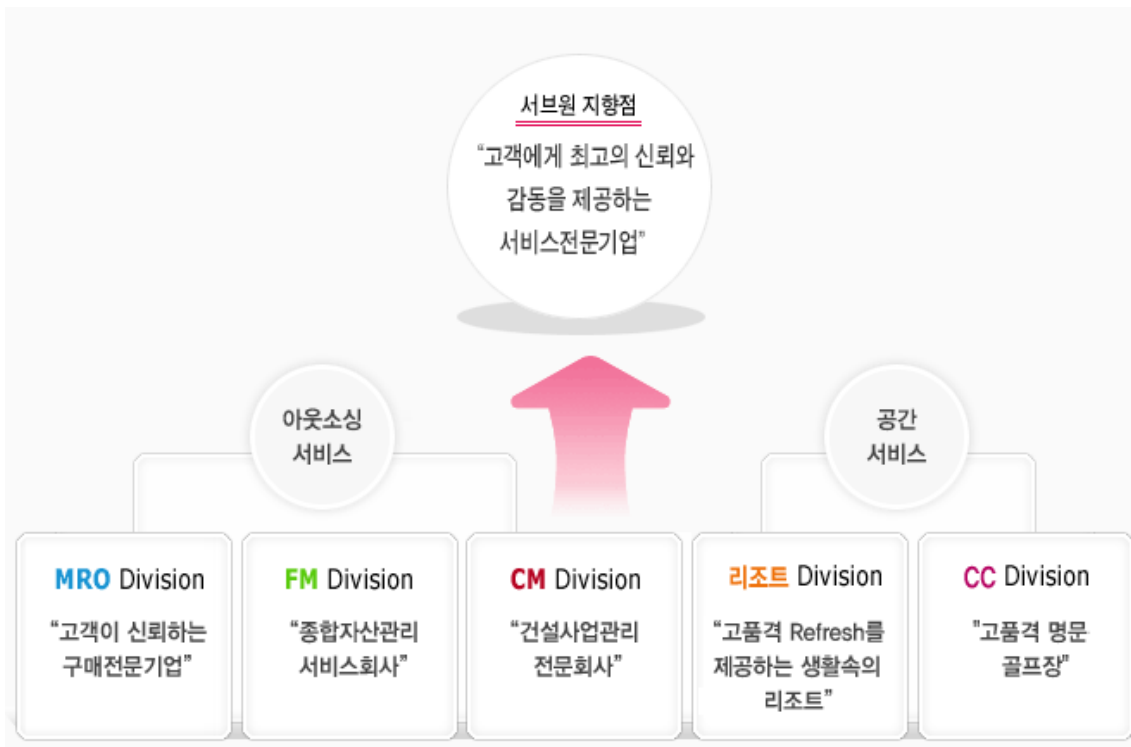 서브원 지향점
“고객에게 최고의 신뢰와
감동을 제공하는
서비스전문기업”
아웃소싱
서비스
공간
서비스
MRO Division
“고객이 신뢰하는
구매전문기업”
FM Division
“종합자산관리
서비스회사”
CM Division
“건설사업관리
전문회사”
리조트 Division
“고품격 Refresh를
제공하는 생활속의
리조트”
CC Division
"고품격 명문
골프장"